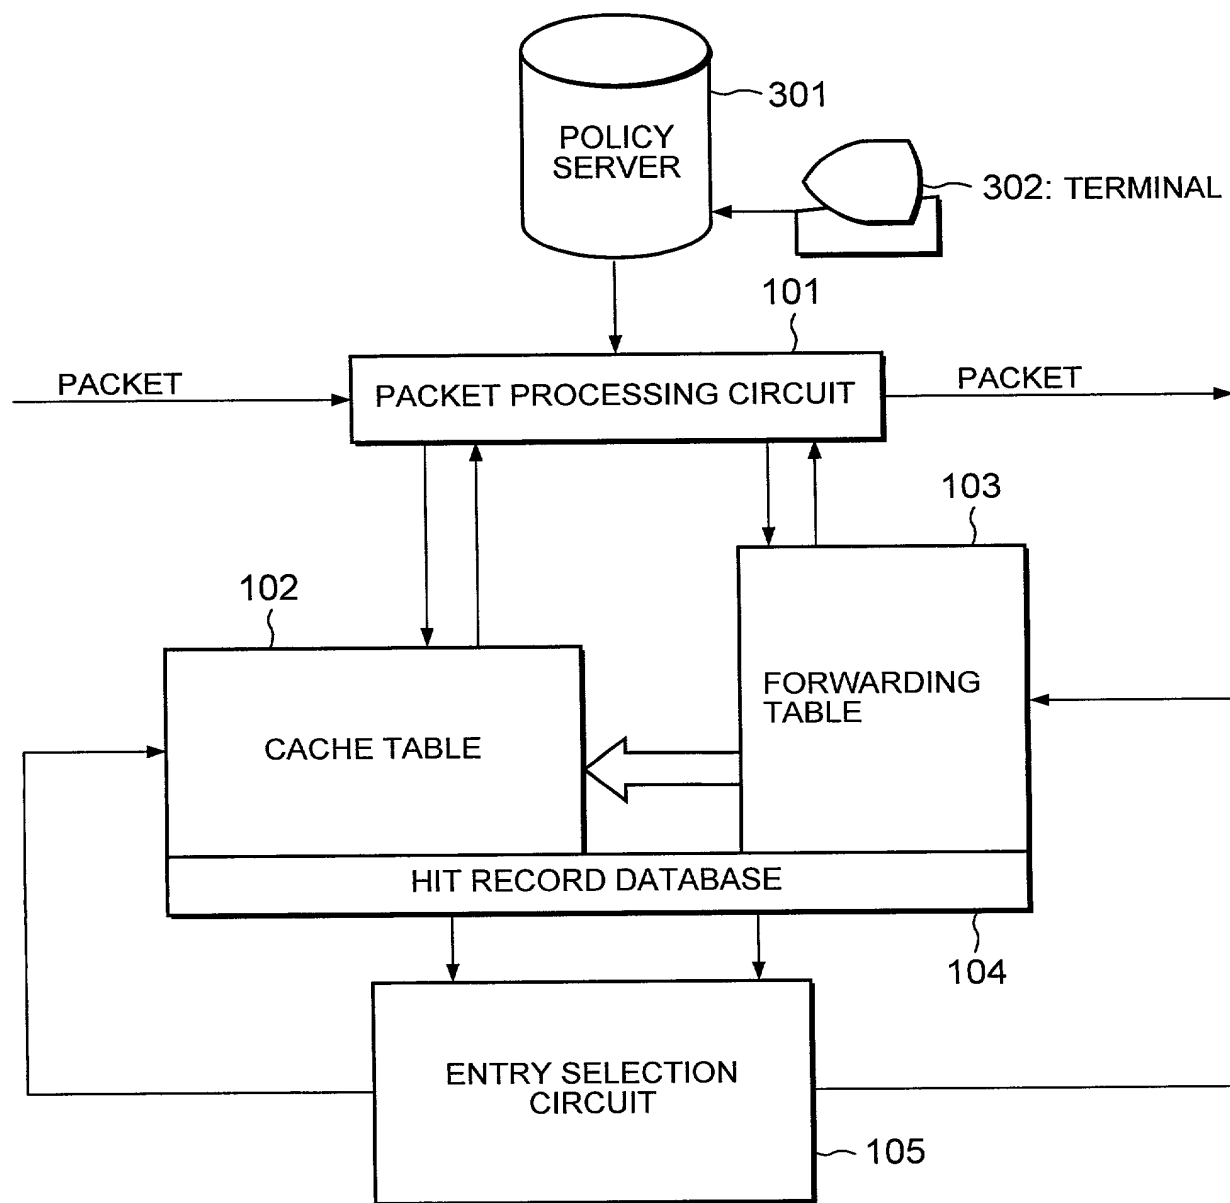 301
POLICY
SERVER
302: TERMINAL
101
PACKET
PACKET PROCESSING CIRCUIT
PACKET
103
102
FORWARDING
TABLE
CACHE TABLE
HIT RECORD DATABASE
104
ENTRY SELECTION
CIRCUIT
105